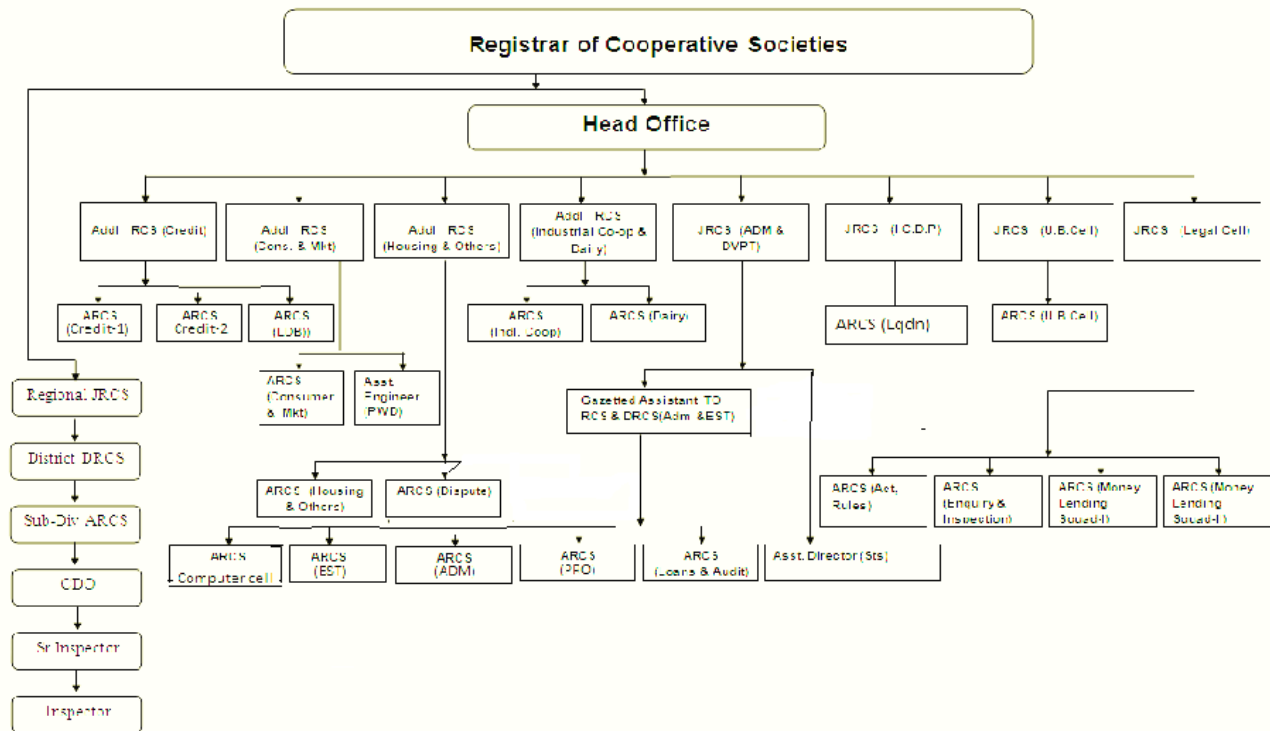 Registrar of Cooperative Societies
Head Office
Addl. RCS (Credit)
Addl. RCS
(Cons. & Mkt)
Addl. RCS
(Housing & Others)
Addl. RCS
(Industrial Co-op &
Dairy)
JRCS (ADM &
DVPT)
JRCS (I.C.D.P)
JRCS (U.B.Cell)
JRCS (Legal Cell)
ARCS
(Credit-1)
ARCS
Credit-2
ARCS
(LDB))
ARCS
(Indl. Coop)
ARCS (Dairy)
ARCS (Lqdn)
ARCS (U.B.Cell)
Regional JRCS
ARCS
(Consumer
& Mkt)
Asst.
Engineer
(PWD)
Gazetted Assistant TO
RCS & DRCS(Adm. &EST)
District DRCS
ARCS (Housing
& Others)
ARCS (Dispute)
ARCS (Act,
Rules)
ARCS
(Enquiry &
Inspection)
ARCS (Money
Lending
Squad-I)
ARCS (Money
Lending
Squad-II)
Sub-Div ARCS
ARCS
Computer cell
ARCS
(EST)
ARCS
(ADM)
ARCS
(PRO)
ARCS
(Loans & Audit)
Asst. Director (Sts)
CDO
Sr Inspector
Inspector